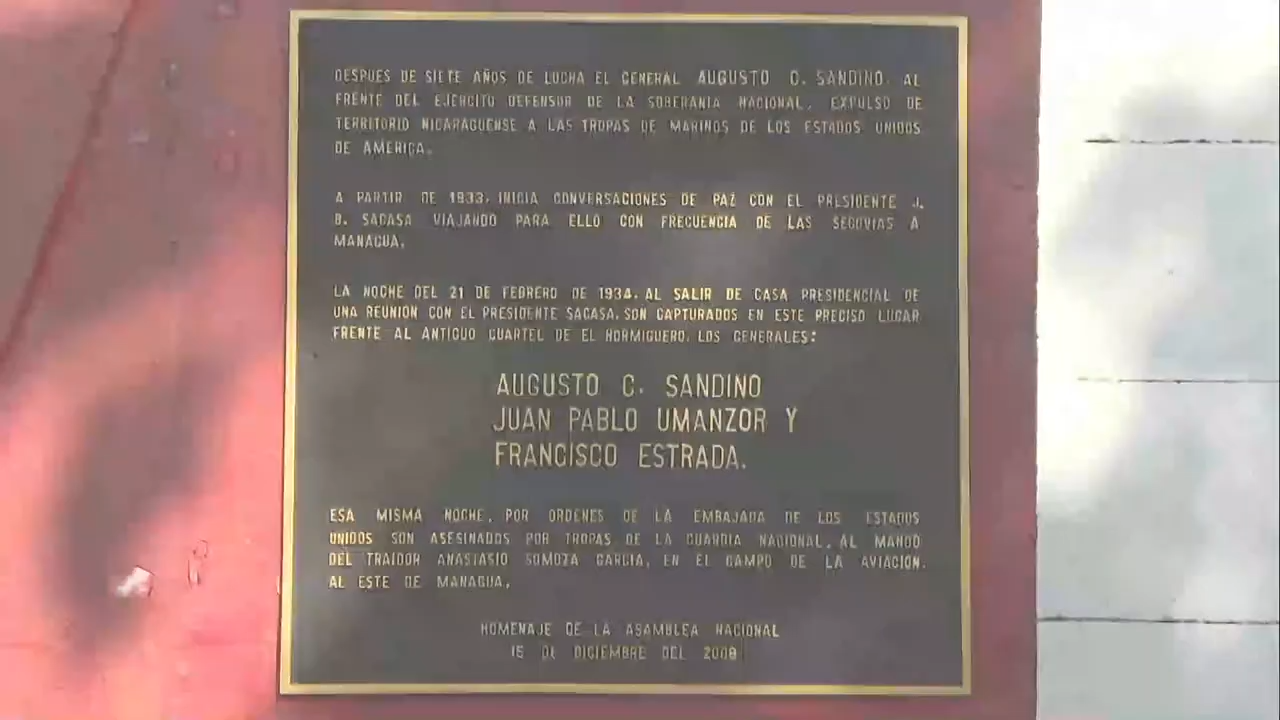 DESPUES DE SIETE AÑOS DE LUCHA EL GENERAL AUGUSTO C. SANDINO. AL
FRENTE DEL EJERCITO DEFENSOR DE LA SOBERANIA NACIONAL, EXPULSO DE
TERRITORIO NICARAGUENSE A LAS TROPAS DE MARINOS DE LOS ESTADOS UNIDOS
DE AMERICA.
A PARTIR DE 1933, INICIA CONVERSACIONES DE PAZ CON EL PRESIDENTE J.
B. SACASA VIAJANDO PARA ELLO CON FRECUENCIA DE LAS SEGOVIAS A
MANAGUA.
LA NOCHE DEL 21 DE FEBRERO DE 1934, AL SALIR DE CASA PRESIDENCIAL DE
UNA REUNION CON EL PRESIDENTE SACASA, SON CAPTURADOS EN ESTE PRECISO LUGAR
FRENTE AL ANTIGUO CUARTEL DE EL HORMIGUERO, LOS GENERALES:
AUGUSTO C. SANDINO
JUAN PABLO UMANZOR Y
FRANCISCO ESTRADA.
ESA MISMA NOCHE, POR ORDENES DE LA EMBAJADA DE LOS ESTADOS
UNIDOS SON ASESINADOS POR TROPAS DE LA GUARDIA NACIONAL, AL MANDO
DEL TRAIDOR ANASTASIO SOMOZA GARCIA, EN EL CAMPO DE LA AVIACION,
AL ESTE DE MANAGUA.
HOMENAJE DE LA ASAMBLEA NACIONAL
15 DE DICIEMBRE DEL 2008